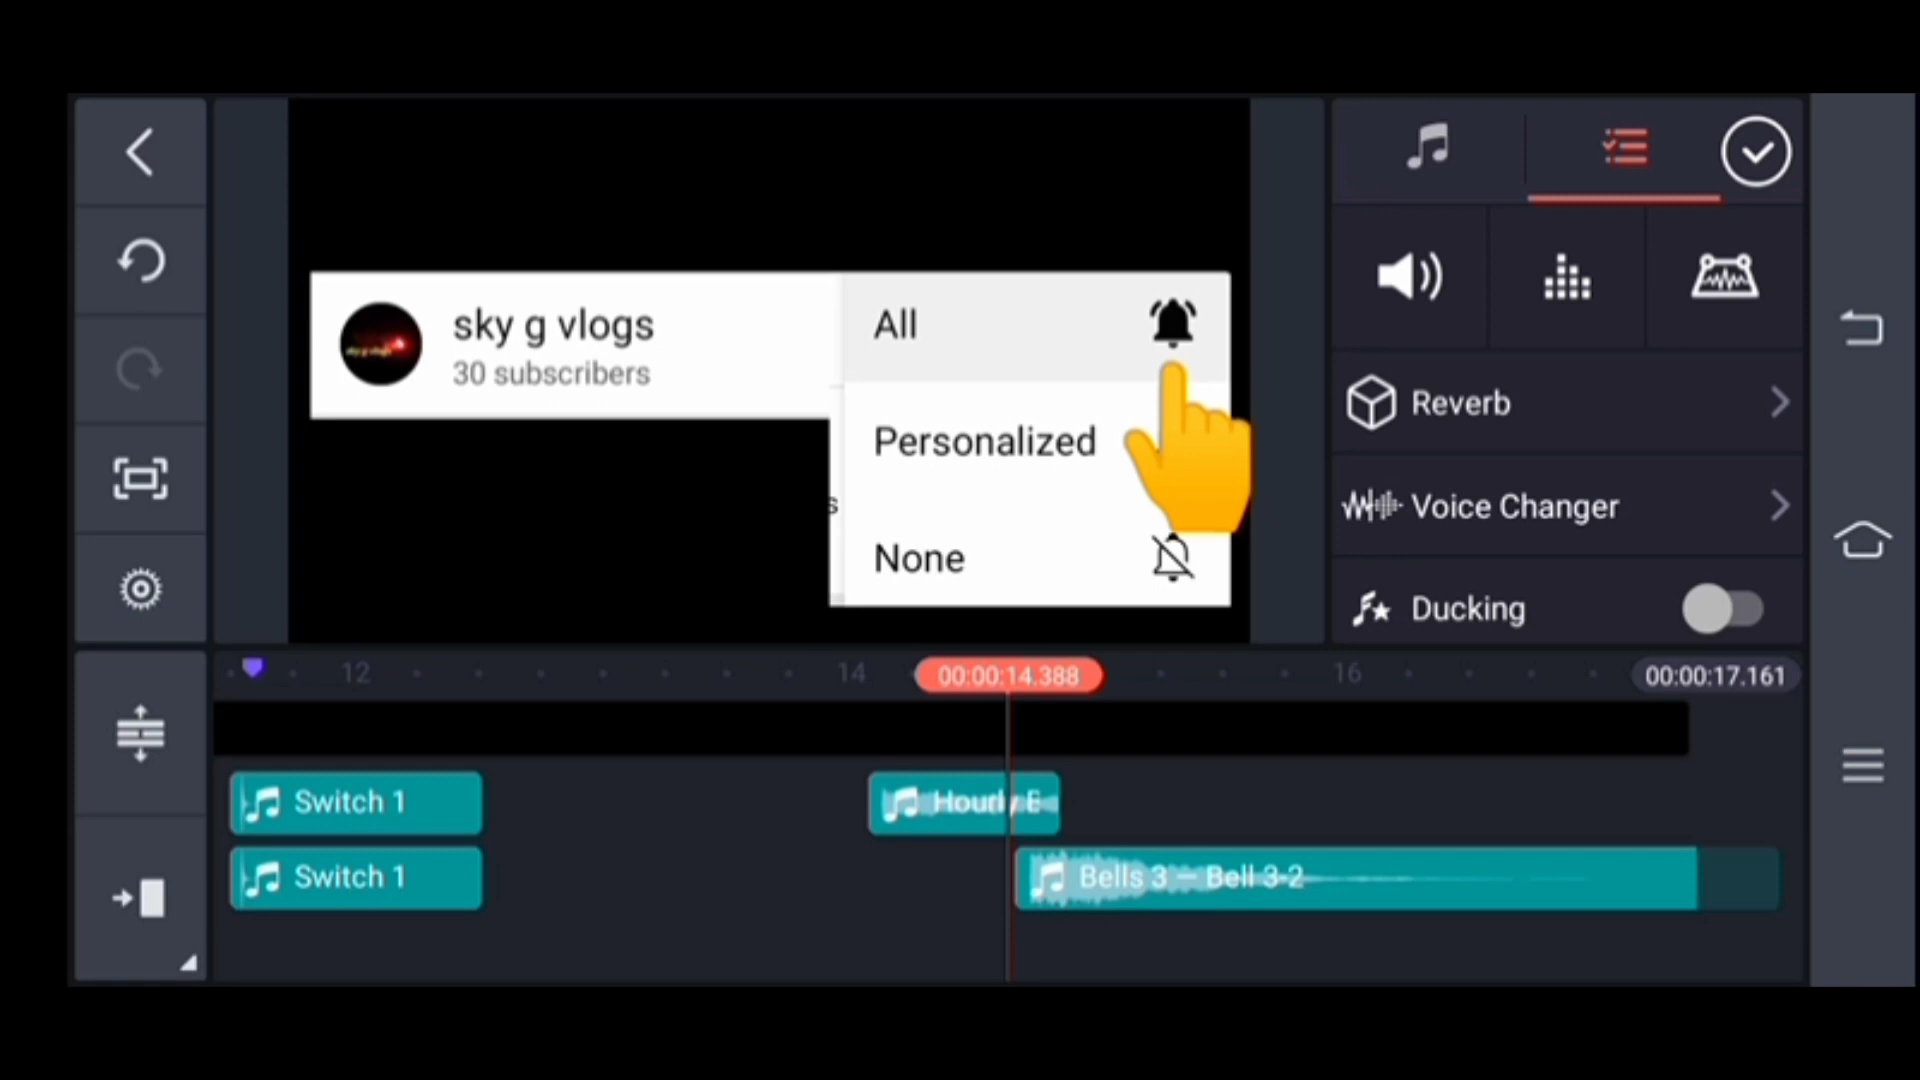 sky g vlogs
30 subscribers
All
Personalized
s
None
Reverb
Voice Changer
Ducking
12
14
00:00:14.388
16
00:00:17.161
Switch 1
Hourly
Switch 1
Bells 3 – Bell 3-2